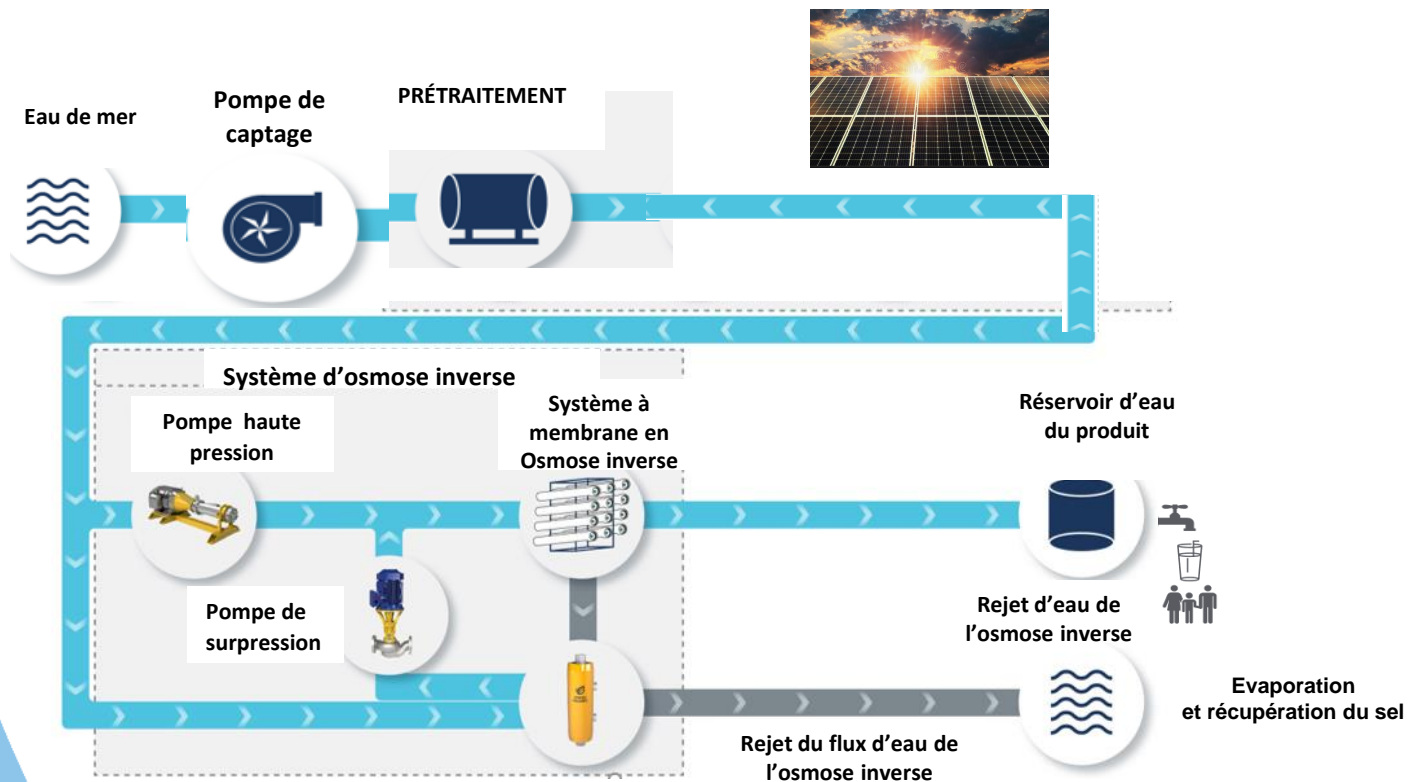 Eau de mer
Pompe de
captage
PRÉTRAITEMENT
Système d'osmose inverse
Pompe haute
pression
Système à
membrane en
Osmose inverse
Réservoir d'eau
du produit
Pompe de
surpression
Rejet d'eau de
l'osmose inverse
Evaporation
et récupération du sel
Rejet du flux d'eau de
l'osmose inverse